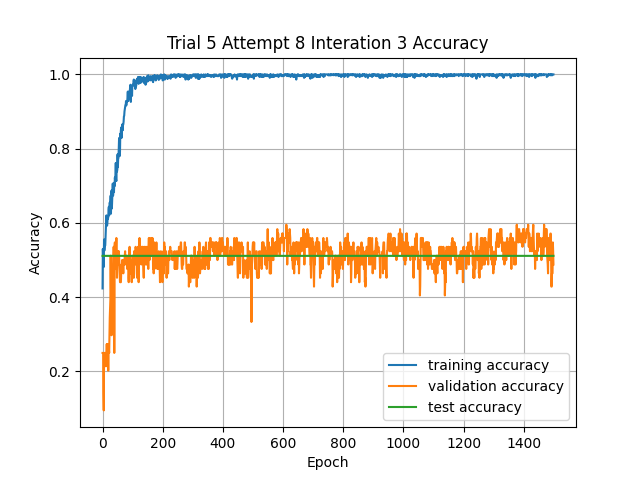 Trial 5 Attempt 8 Interation 3 Accuracy
1.0
0.8
0.6
0.4
0.2
Accuracy
0
200
400
600
800
1000
1200
1400
Epoch
training accuracy
validation accuracy
test accuracy